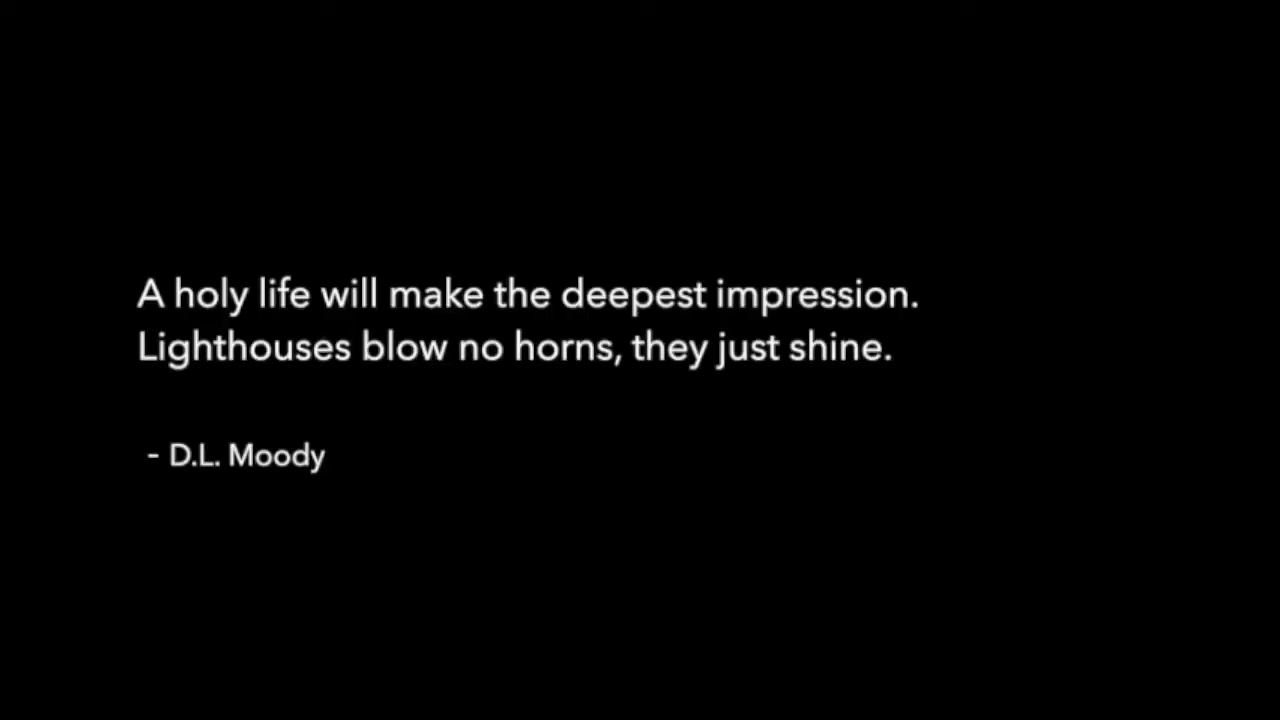 A holy life will make the deepest impression.
Lighthouses blow no horns, they just shine.
- D.L. Moody